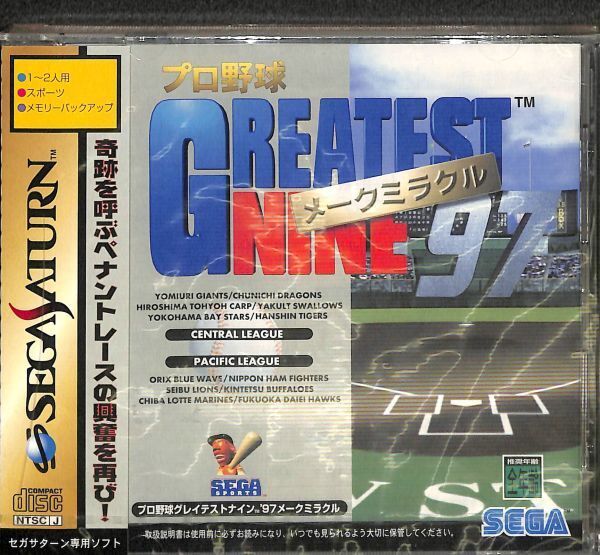 ●1〜2人用
●スポーツ
●メモリーバックアップ
SEGA SATURN™
奇跡を呼ぶペナントレースの興奮を再び!
COMPACT
disc
NTSC J
セガサターン専用ソフト
プロ野球
GREATEST™
NINE 97
メークミラクル
YOMIURI GIANTS/CHUNICHI DRAGONS
HIROSHIMA TOHYOH CARP/YAKULT SWALLOWS
YOKOHAMA BAY STARS/HANSHIN TIGERS
CENTRAL LEAGUE
PACIFIC LEAGUE
ORIX BLUE WAVS/NIPPON HAM FIGHTERS
SEIBU LIONS/KINTETSU BUFFALOES
CHIBA LOTTE MARINES/FUKUOKA DAIEI HAWKS
SEGA
SPORTS
プロ野球グレイテストナイン™'97メークミラクル
推奨年齢
全年齢
Y ST
SEGA
・取扱説明書は使用前に必ずお読みになり、いつでも見られるよう大切に保管してください。